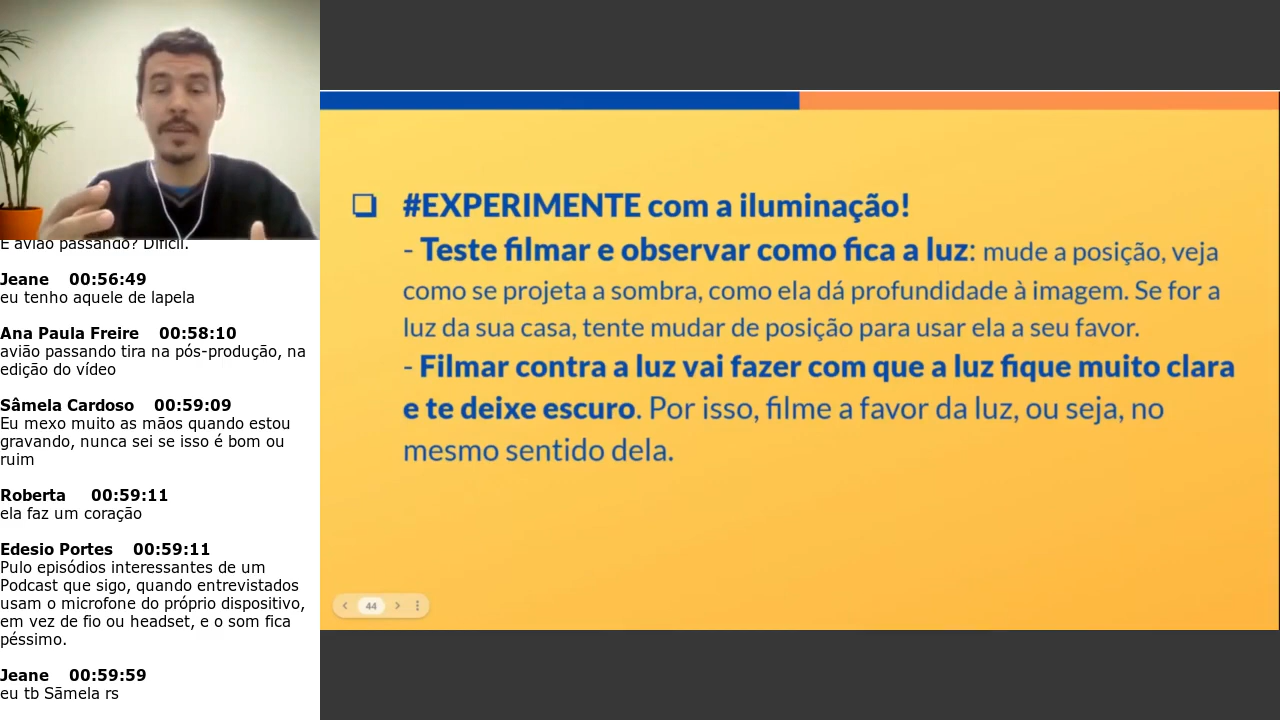 E avião passando? Difícil.
Jeane 00:56:49
eu tenho aquele de lapela
Ana Paula Freire 00:58:10
avião passando tira na pós-produção, na
edição do vídeo
Sâmela Cardoso 00:59:09
Eu mexo muito as mãos quando estou
gravando, nunca sei se isso é bom ou
ruim
Roberta 00:59:11
ela faz um coração
Edesio Portes 00:59:11
Pulo episódios interessantes de um
Podcast que sigo, quando entrevistados
usam o microfone do próprio dispositivo,
em vez de fio ou headset, e o som fica
péssimo.
Jeane 00:59:59
eu tb Sâmela rs
❏ #EXPERIMENTE com a iluminação!
- Teste filmar e observar como fica a luz: mude a posição, veja
como se projeta a sombra, como ela dá profundidade à imagem. Se for a
luz da sua casa, tente mudar de posição para usar ela a seu favor.
- Filmar contra a luz vai fazer com que a luz fique muito clara
e te deixe escuro. Por isso, filme a favor da luz, ou seja, no
mesmo sentido dela.
44